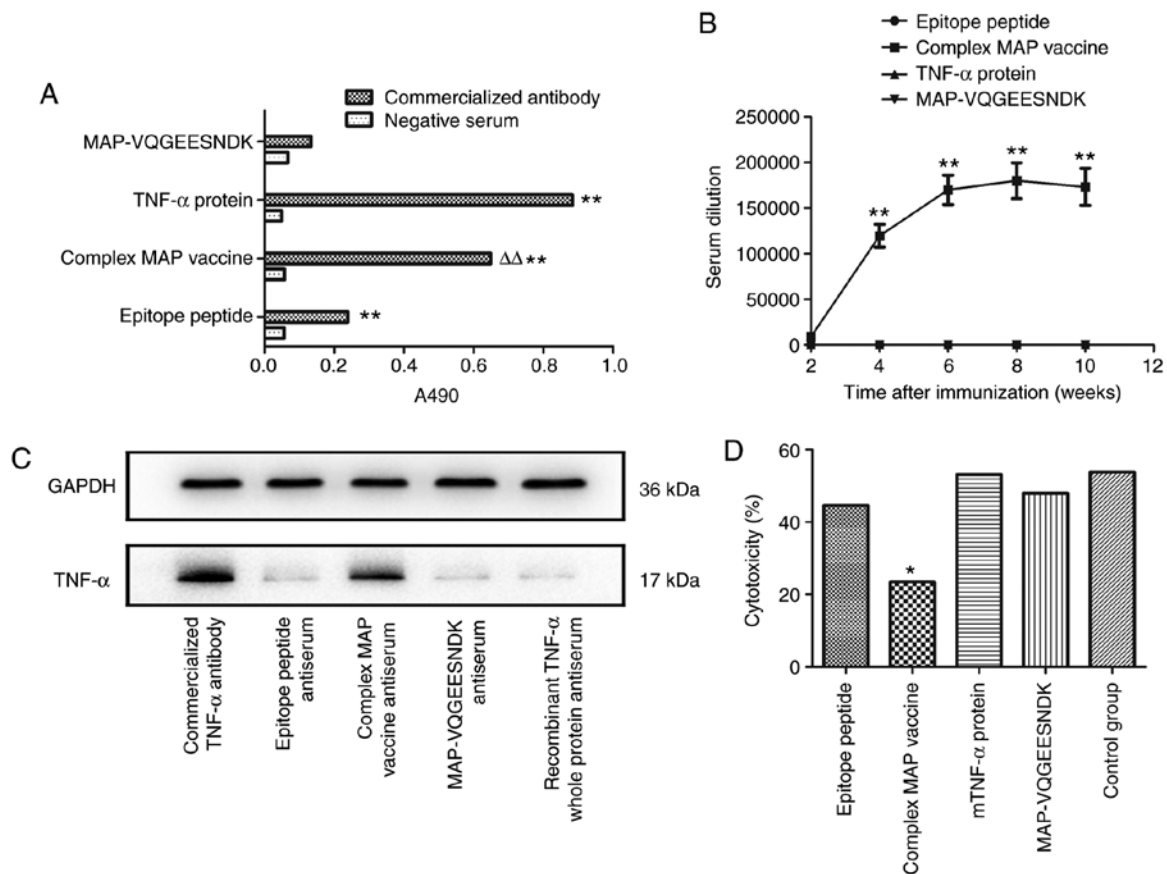 A
Commercialized antibody
Negative serum
MAP-VQGEESNDK
TNF-α protein
**
Complex MAP vaccine
ΔΔ **
Epitope peptide
**
0.0 0.2 0.4 0.6 0.8 1.0
A490
B
Epitope peptide
Complex MAP vaccine
TNF-α protein
MAP-VQGEESNDK
250000
200000
150000
100000
50000
0
Serum dilution
** ** ** **
2 4 6 8 10 12
Time after immunization (weeks)
C
GAPDH
36 kDa
TNF-α
17 kDa
Commercialized
TNF-α antibody
Epitope peptide
antiserum
Complex MAP
vaccine antiserum
MAP-VQGEESNDK
antiserum
Recombinant TNF-α
whole protein antiserum
D
60
40
20
0
Cytotoxicity (%)
*
Epitope peptide
Complex MAP vaccine
mTNF-α protein
MAP-VQGEESNDK
Control group